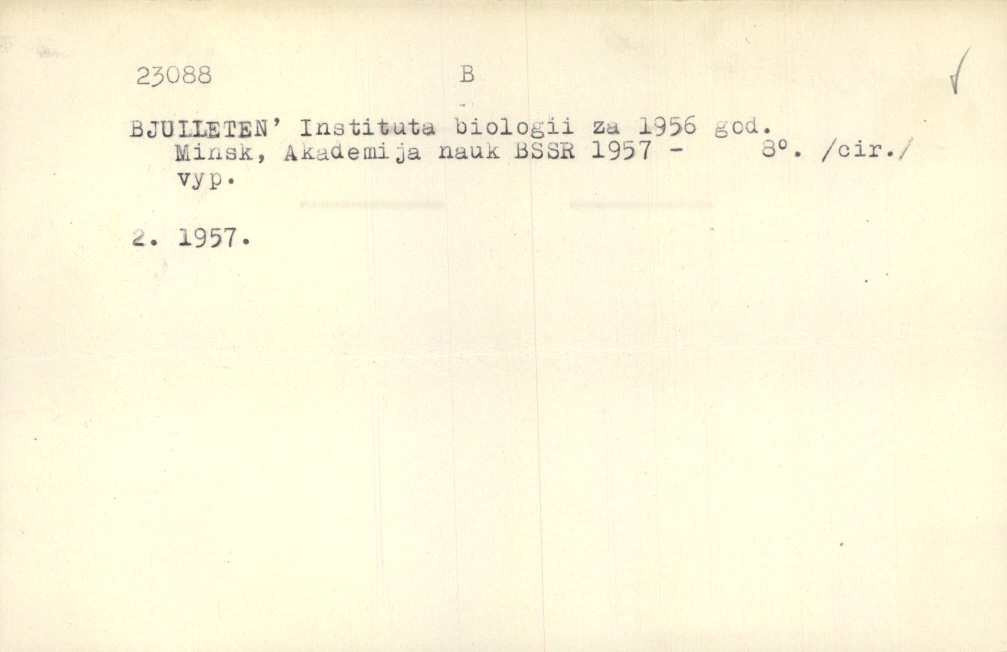 23088 B
BJULLETEN' Instituta biologii za 1956 god.
Minsk, Akademija nauk BSSR 1957 - 8°. /cir./
vyp.
2. 1957.